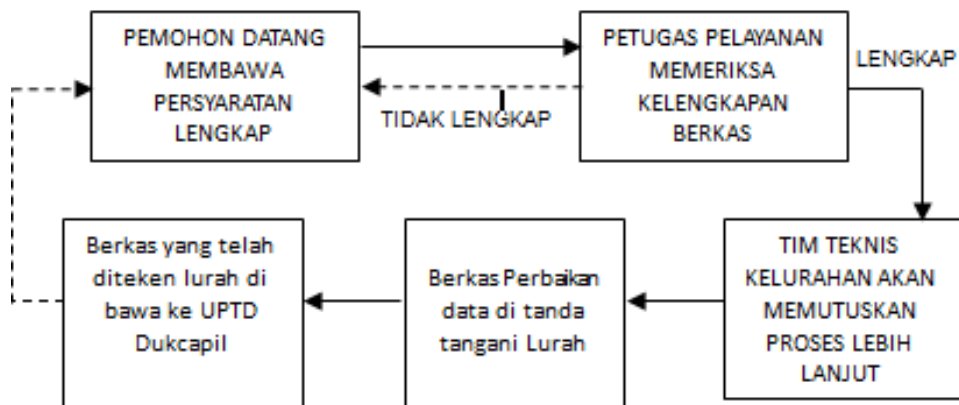 PEMOHON DATANG
MEMBAWA
PERSYARATAN
LENGKAP
TIDAK LENGKAP
PETUGAS PELAYANAN
MEMERIKSA
KELENGKAPAN
BERKAS
LENGKAP
TIM TEKNIS
KELURAHAN AKAN
MEMUTUSKAN
PROSES LEBIH
LANJUT
Berkas Perbaikan
data di tanda
tangani Lurah
Berkas yang telah
diteken lurah di
bawa ke UPTD
Dukcapil